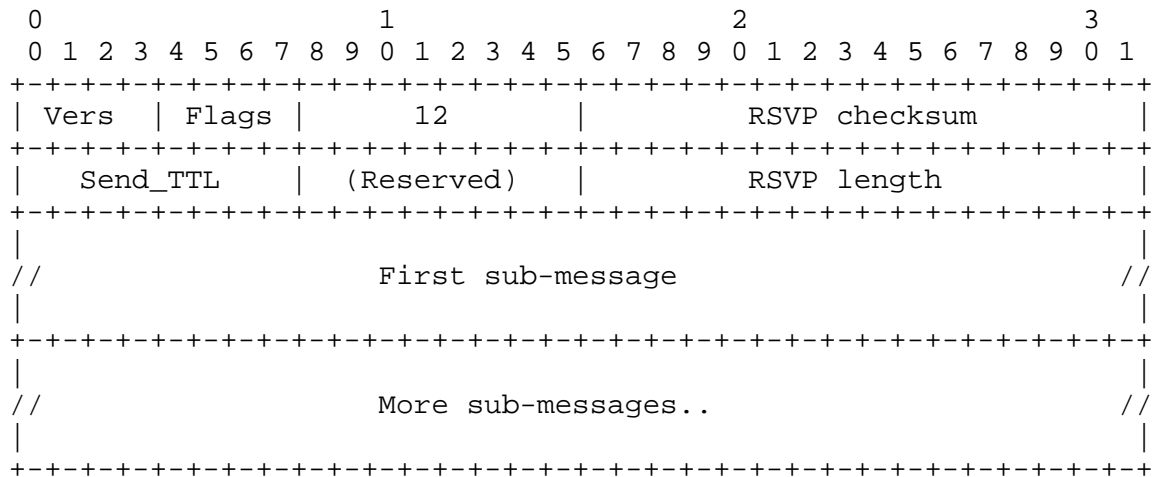 0                   1                   2                   3
 0 1 2 3 4 5 6 7 8 9 0 1 2 3 4 5 6 7 8 9 0 1 2 3 4 5 6 7 8 9 0 1
+-+-+-+-+-+-+-+-+-+-+-+-+-+-+-+-+-+-+-+-+-+-+-+-+-+-+-+-+-+-+-+-+
| Vers  | Flags |      12       |         RSVP checksum         |
+-+-+-+-+-+-+-+-+-+-+-+-+-+-+-+-+-+-+-+-+-+-+-+-+-+-+-+-+-+-+-+-+
|   Send_TTL    |  (Reserved)   |         RSVP length           |
+-+-+-+-+-+-+-+-+-+-+-+-+-+-+-+-+-+-+-+-+-+-+-+-+-+-+-+-+-+-+-+-+
|                                                               |
//                   First sub-message                         //
|                                                               |
+-+-+-+-+-+-+-+-+-+-+-+-+-+-+-+-+-+-+-+-+-+-+-+-+-+-+-+-+-+-+-+-+
|                                                               |
//                   More sub-messages..                       //
|                                                               |
+-+-+-+-+-+-+-+-+-+-+-+-+-+-+-+-+-+-+-+-+-+-+-+-+-+-+-+-+-+-+-+-+